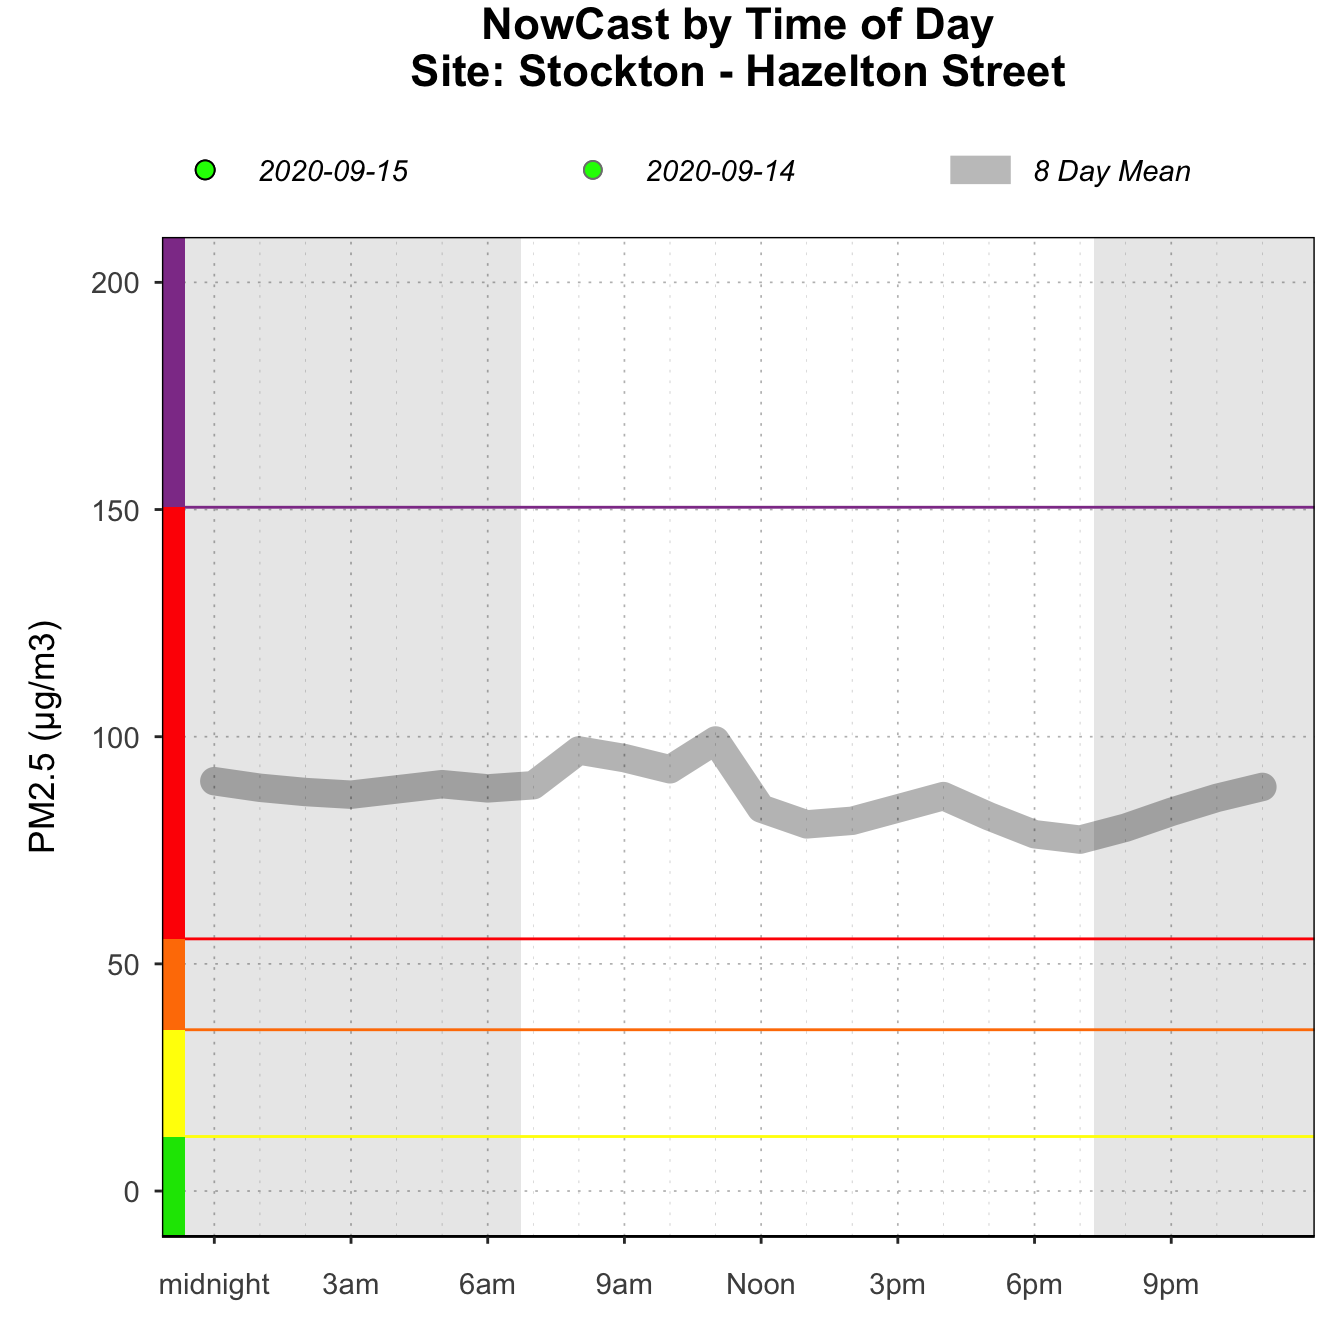 NowCast by Time of Day
Site: Stockton - Hazelton Street
2020-09-15 2020-09-14 8 Day Mean
PM2.5 (µg/m3)
200
150
100
50
0
midnight 3am 6am 9am Noon 3pm 6pm 9pm